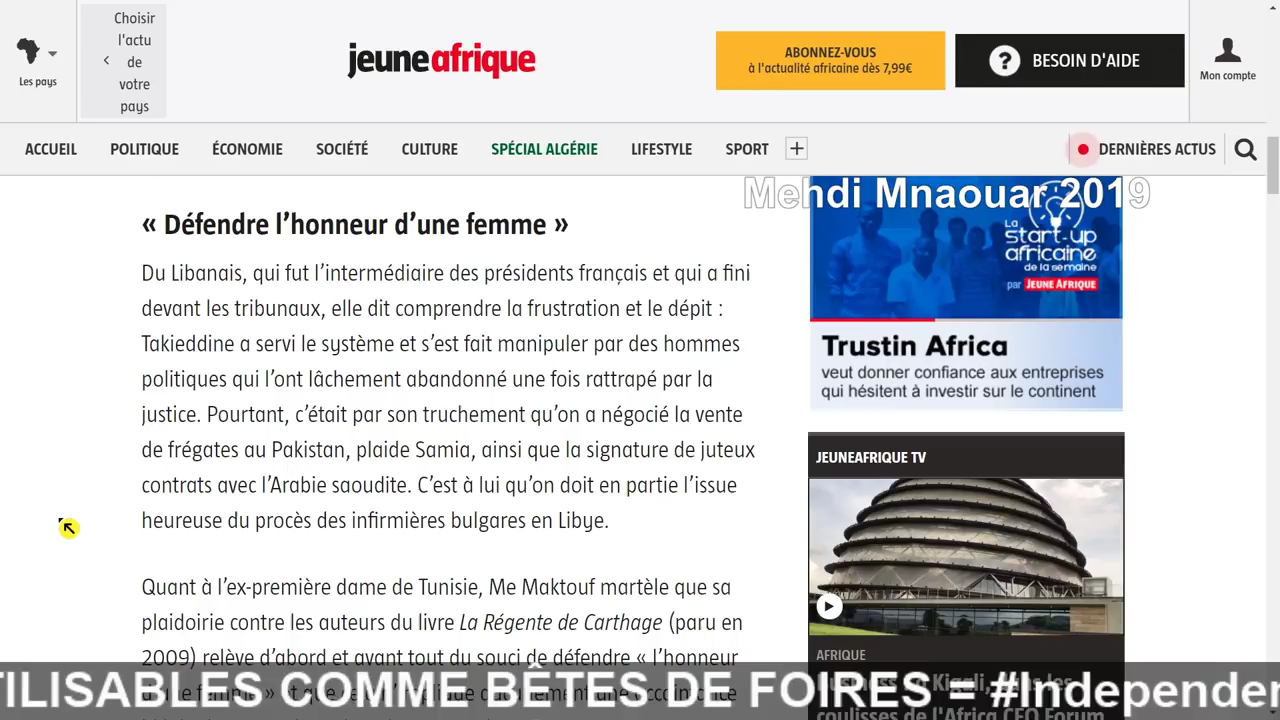 Choisir
l'actu
de
votre
pays
Les pays
jeuneafrique
ABONNEZ-VOUS
à l'actualité africaine dès 7,99€
? BESOIN D'AIDE
Mon compte
ACCUEIL POLITIQUE ÉCONOMIE SOCIÉTÉ CULTURE SPÉCIAL ALGÉRIE LIFESTYLE SPORT + DERNIÈRES ACTUS
Mehdi Mnaouar 2019
« Défendre l'honneur d'une femme »
Du Libanais, qui fut l'intermédiaire des présidents français et qui a fini
devant les tribunaux, elle dit comprendre la frustration et le dépit :
Takieddine a servi le système et s'est fait manipuler par des hommes
politiques qui l'ont lâchement abandonné une fois rattrapé par la
justice. Pourtant, c'était par son truchement qu'on a négocié la vente
de frégates au Pakistan, plaide Samia, ainsi que la signature de juteux
contrats avec l'Arabie saoudite. C'est à lui qu'on doit en partie l'issue
heureuse du procès des infirmières bulgares en Libye.
Quant à l'ex-première dame de Tunisie, Me Maktouf martèle que sa
plaidoirie contre les auteurs du livre La Régente de Carthage (paru en
2009) relève d'abord et avant tout du souci de défendre « l'honneur
La
start-up
africaine
de la semaine
par JEUNE AFRIQUE
Trustin Africa
veut donner confiance aux entreprises
qui hésitent à investir sur le continent
JEUNEAFRIQUE TV
AFRIQUE
coulisses de l'Africa CEO Forum
TILISABLES COMME BÊTES DE FOIRES = #Independen